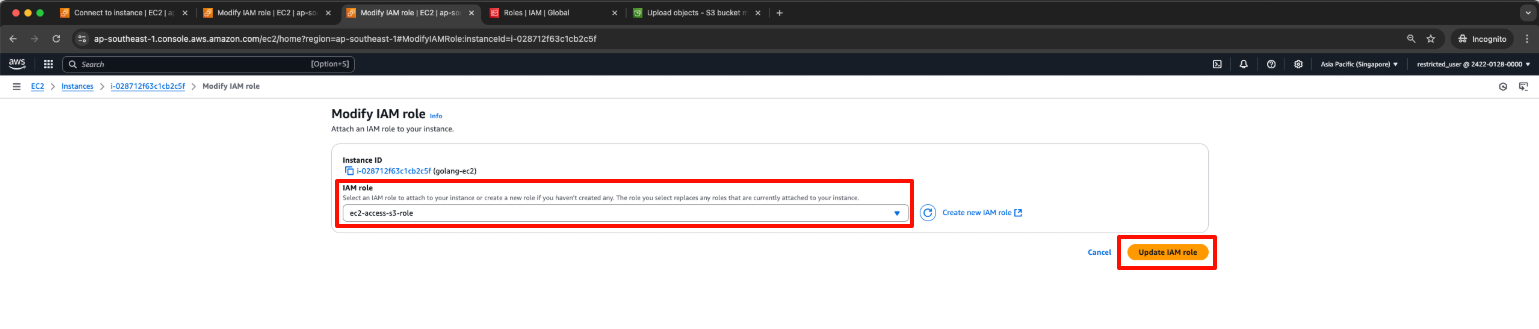 Connect to instance | EC2 | a
Modify IAM role | EC2 | ap-so
Modify IAM role | EC2 | ap-so
Roles | IAM | Global
Upload objects - S3 bucket m
ap-southeast-1.console.aws.amazon.com/ec2/home?region=ap-southeast-1#ModifyIAMRole:instanceId=i-028712f63c1cb2c5f
Incognito
aws
Search
[Option+S]
Asia Pacific (Singapore)
restricted_user @ 2422-0128-0000
EC2 > Instances > i-028712f63c1cb2c5f > Modify IAM role
Modify IAM role Info
Attach an IAM role to your instance.
Instance ID
i-028712f63c1cb2c5f (golang-ec2)
IAM role
Select an IAM role to attach to your instance or create a new role if you haven't created any. The role you select replaces any roles that are currently attached to your instance.
ec2-access-s3-role
Create new IAM role
Cancel
Update IAM role